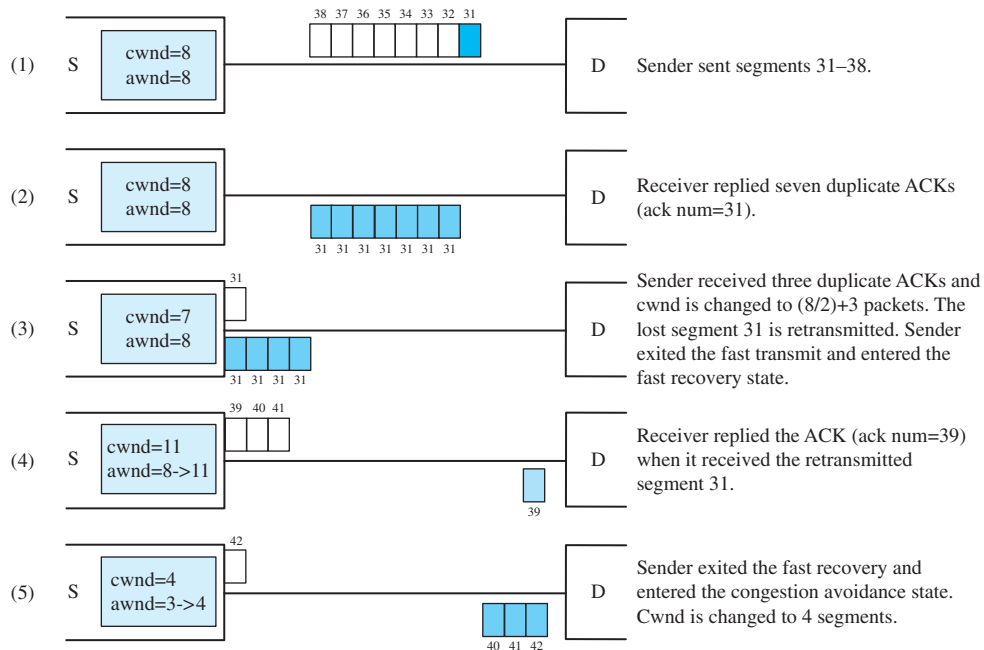 38 37 36 35 34 33 32 31
(1) S cwnd=8 D Sender sent segments 31–38.
awnd=8
(2) S cwnd=8 D Receiver replied seven duplicate ACKs
awnd=8 (ack num=31).
31 31 31 31 31 31 31
31 Sender received three duplicate ACKs and
(3) S cwnd=7 D cwnd is changed to (8/2)+3 packets. The
awnd=8 lost segment 31 is retransmitted. Sender
exited the fast transmit and entered the
31 31 31 31 fast recovery state.
39 40 41
(4) S cwnd=11 D Receiver replied the ACK (ack num=39)
awnd=8->11 when it received the retransmitted
segment 31.
39
42
(5) S cwnd=4 D Sender exited the fast recovery and
awnd=3->4 entered the congestion avoidance state.
Cwnd is changed to 4 segments.
40 41 42